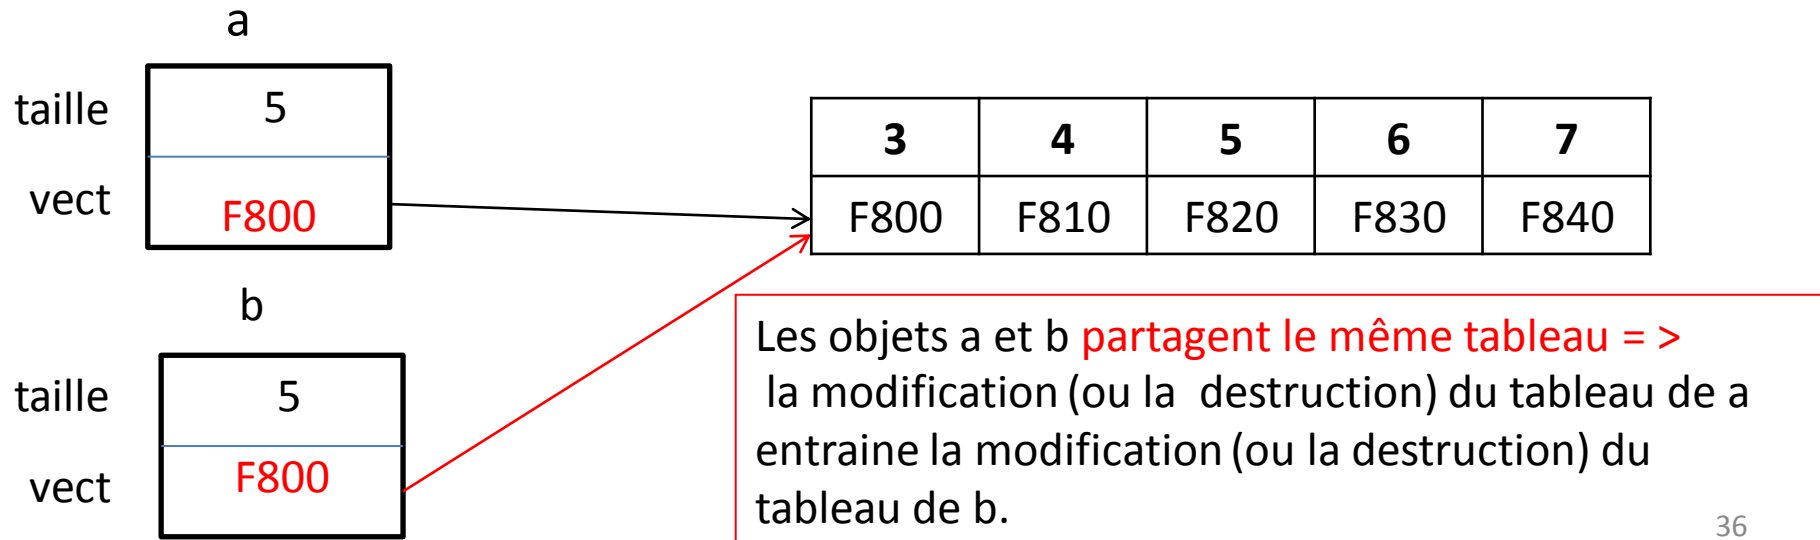 a
taille 5
vect F800
3 4 5 6 7
F800 F810 F820 F830 F840
b
taille 5
vect F800
Les objets a et b partagent le même tableau = >
la modification (ou la destruction) du tableau de a
entraine la modification (ou la destruction) du
tableau de b.
36